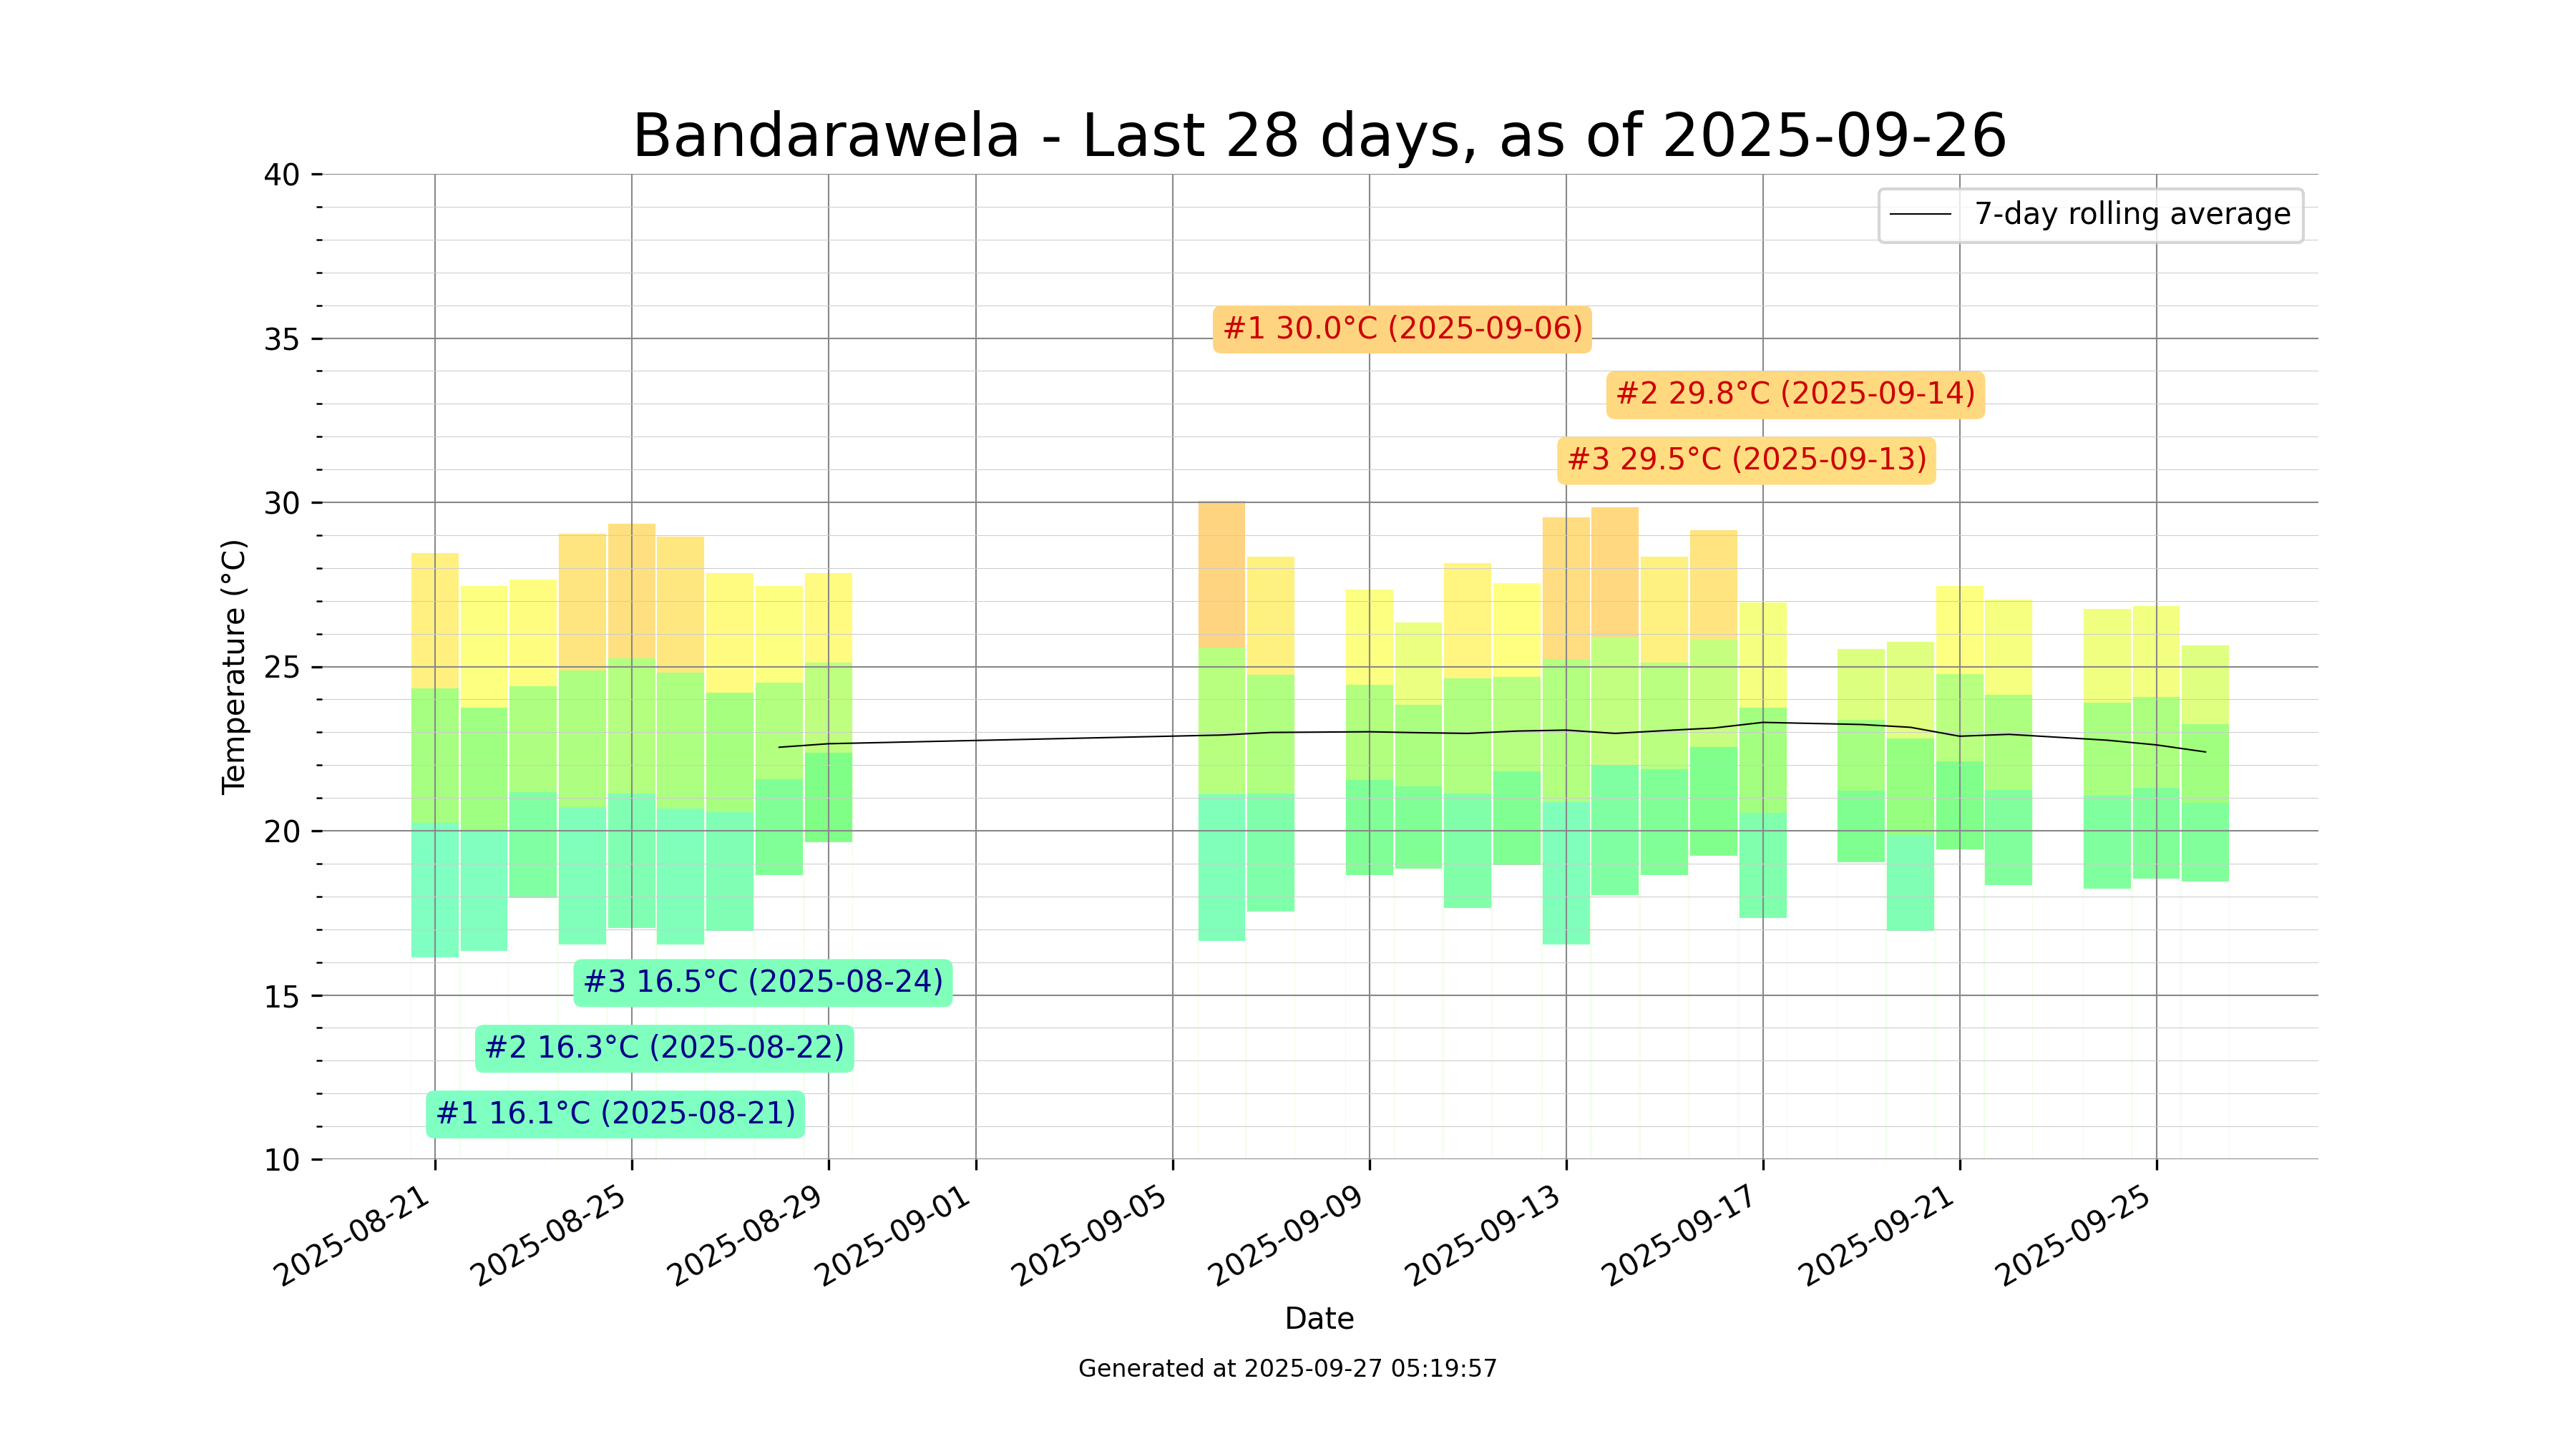 Bandarawela - Last 28 days, as of 2025-09-26
7-day rolling average
Temperature (°C)
40
35
30
25
20
15
10
#1 30.0°C (2025-09-06)
#2 29.8°C (2025-09-14)
#3 29.5°C (2025-09-13)
#3 16.5°C (2025-08-24)
#2 16.3°C (2025-08-22)
#1 16.1°C (2025-08-21)
2025-08-21
2025-08-25
2025-08-29
2025-09-01
2025-09-05
2025-09-09
2025-09-13
2025-09-17
2025-09-21
2025-09-25
Date
Generated at 2025-09-27 05:19:57